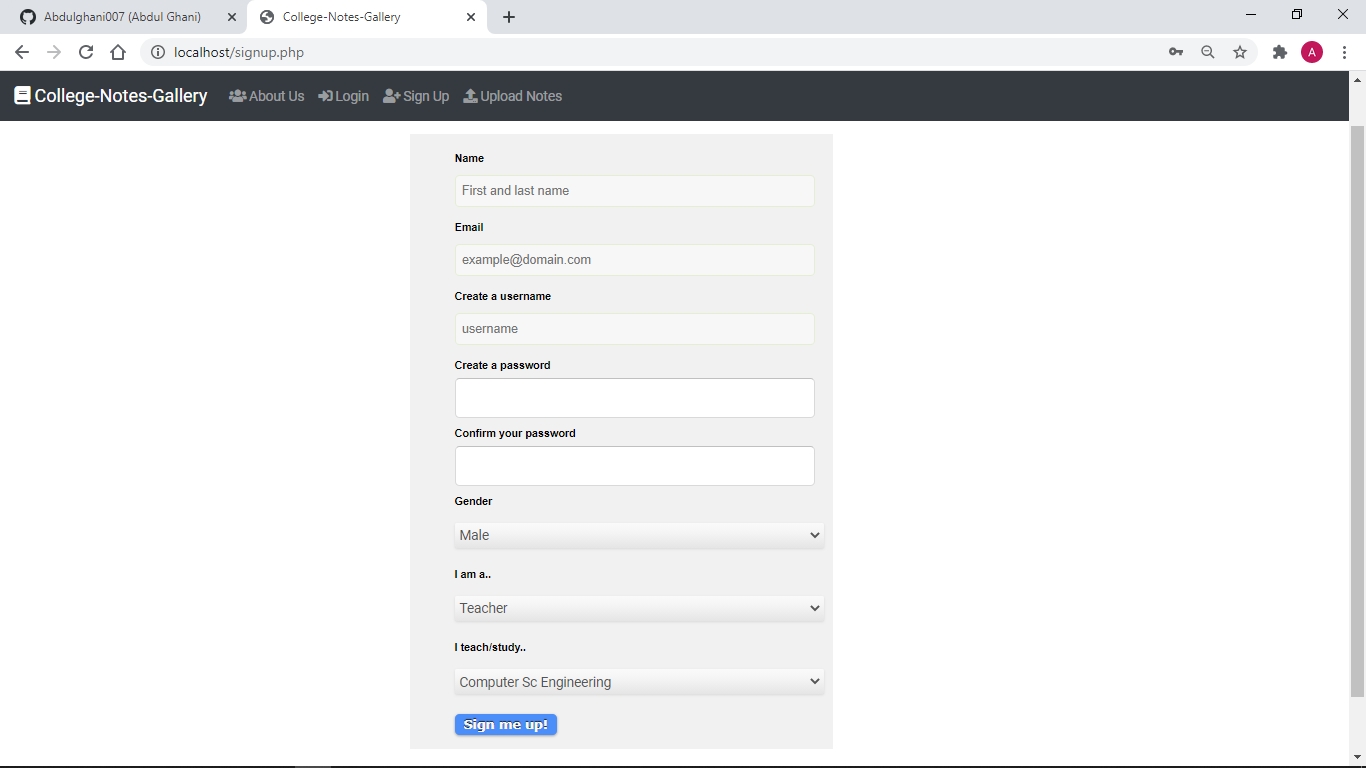 Abdulghani007 (Abdul Ghani)
College-Notes-Gallery
localhost/signup.php
A
College-Notes-Gallery About Us Login Sign Up Upload Notes
Name
First and last name
Email
example@domain.com
Create a username
username
Create a password
Confirm your password
Gender
Male
I am a..
Teacher
I teach/study..
Computer Sc Engineering
Sign me up!